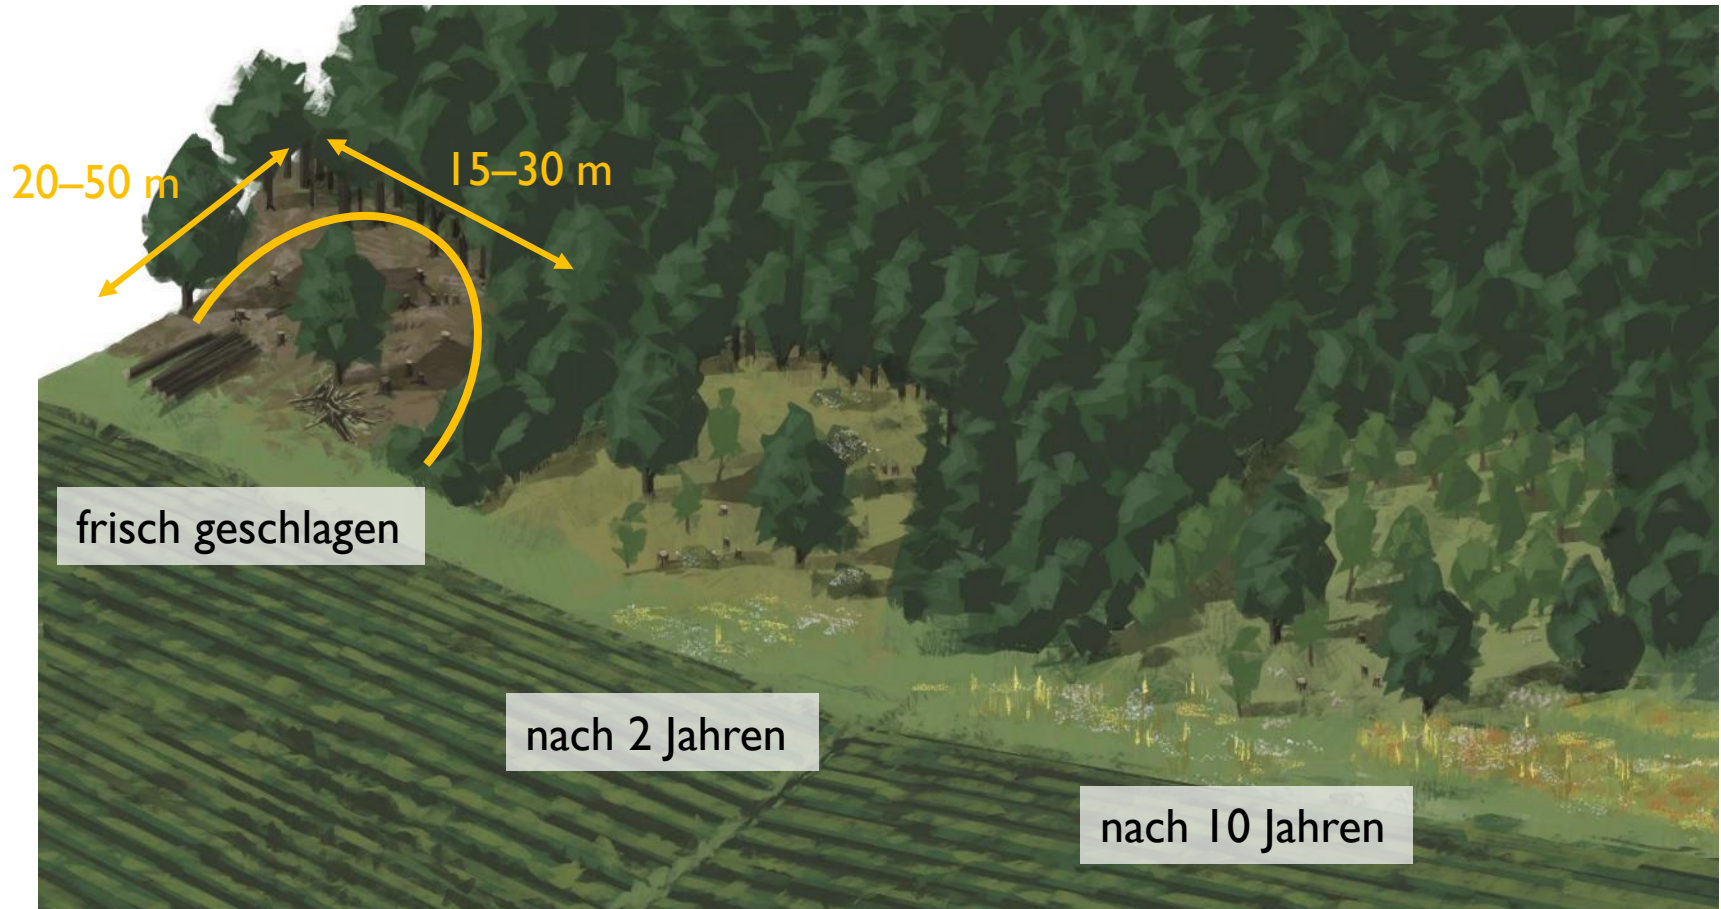 20–50 m
15–30 m
frisch geschlagen
nach 2 Jahren
nach 10 Jahren